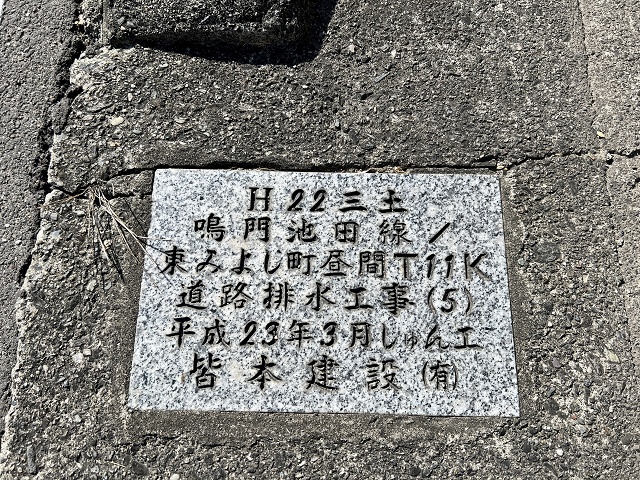 H22三土
鳴門池田線/
東みよし町昼間T11K
道路排水工事(5)
平成23年3月しゅん工
皆本建設(有)